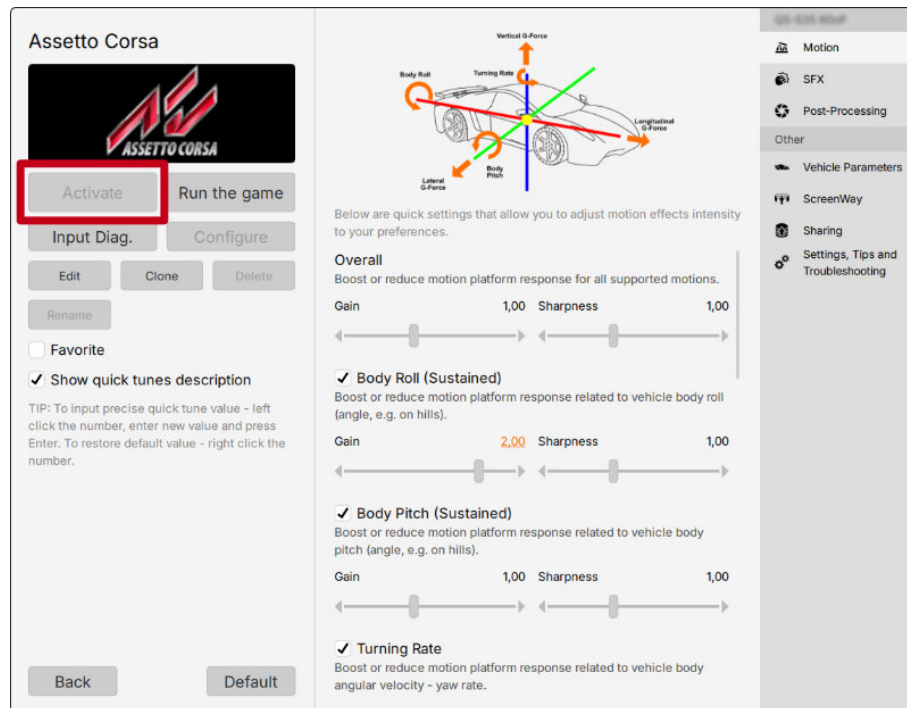 Assetto Corsa
ASSETTO CORSA
Activate
Run the game
Input Diag.
Configure
Edit
Clone
Delete
Rename
Favorite
Show quick tunes description
TIP: To input precise quick tune value - left
click the number, enter new value and press
Enter. To restore default value - right click the
number.
Back
Default
Vertical G-Force
Body Roll
Turning Rate
Longitudinal
G-Force
Lateral
G-Force
Body
Pitch
Below are quick settings that allow you to adjust motion effects intensity
to your preferences.
Overall
Boost or reduce motion platform response for all supported motions.
Gain 1,00 Sharpness 1,00
Body Roll (Sustained)
Boost or reduce motion platform response related to vehicle body roll
(angle, e.g. on hills).
Gain 2,00 Sharpness 1,00
Body Pitch (Sustained)
Boost or reduce motion platform response related to vehicle body
pitch (angle, e.g. on hills).
Gain 1,00 Sharpness 1,00
Turning Rate
Boost or reduce motion platform response related to vehicle body
angular velocity - yaw rate.
Motion
SFX
Post-Processing
Other
Vehicle Parameters
ScreenWay
Sharing
Settings, Tips and
Troubleshooting